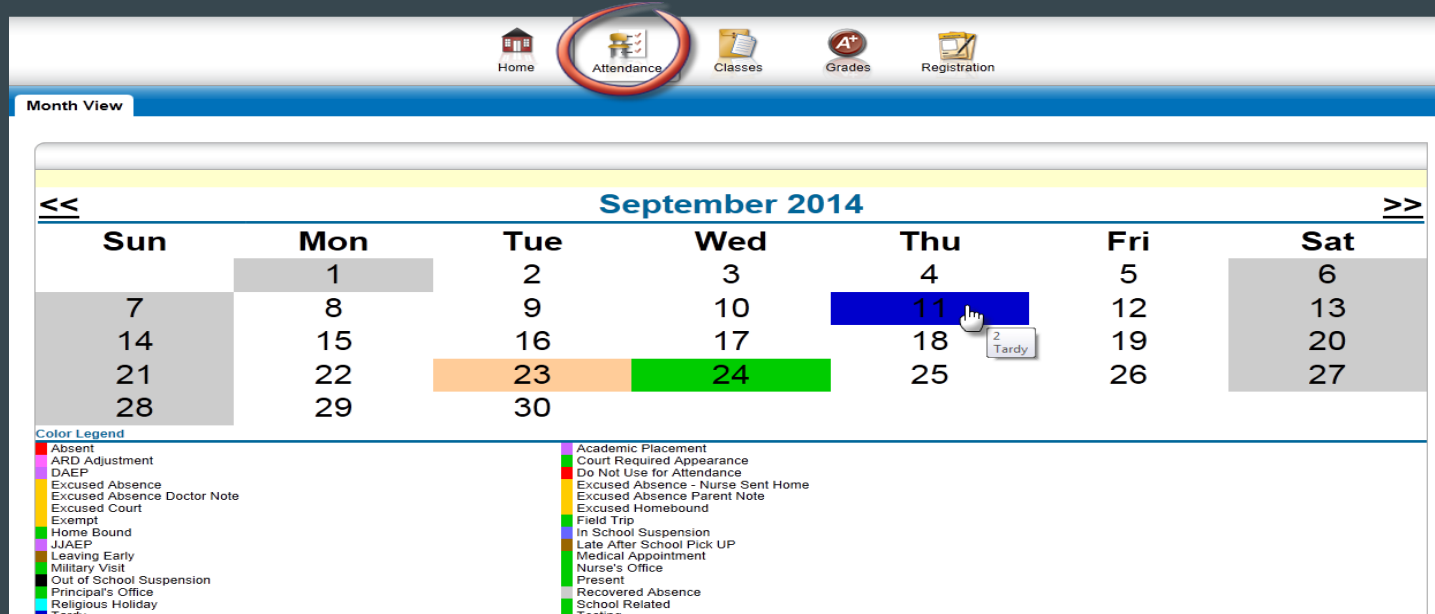 Home Attendance Classes Grades Registration
Month View
<< September 2014 >>
Sun Mon Tue Wed Thu Fri Sat
1 2 3 4 5 6
7 8 9 10 11 12 13
14 15 16 17 18 19 20
2
Tardy
21 22 23 24 25 26 27
28 29 30
Color Legend
Absent Academic Placement
ARD Adjustment Court Required Appearance
DAEP Do Not Use for Attendance
Excused Absence Excused Absence - Nurse Sent Home
Excused Absence Doctor Note Excused Absence Parent Note
Excused Court Excused Homebound
Exempt Field Trip
Home Bound In School Suspension
JJAEP Late After School Pick UP
Leaving Early Medical Appointment
Military Visit Nurse's Office
Out of School Suspension Present
Principal's Office Recovered Absence
Religious Holiday School Related
Tardy Testing